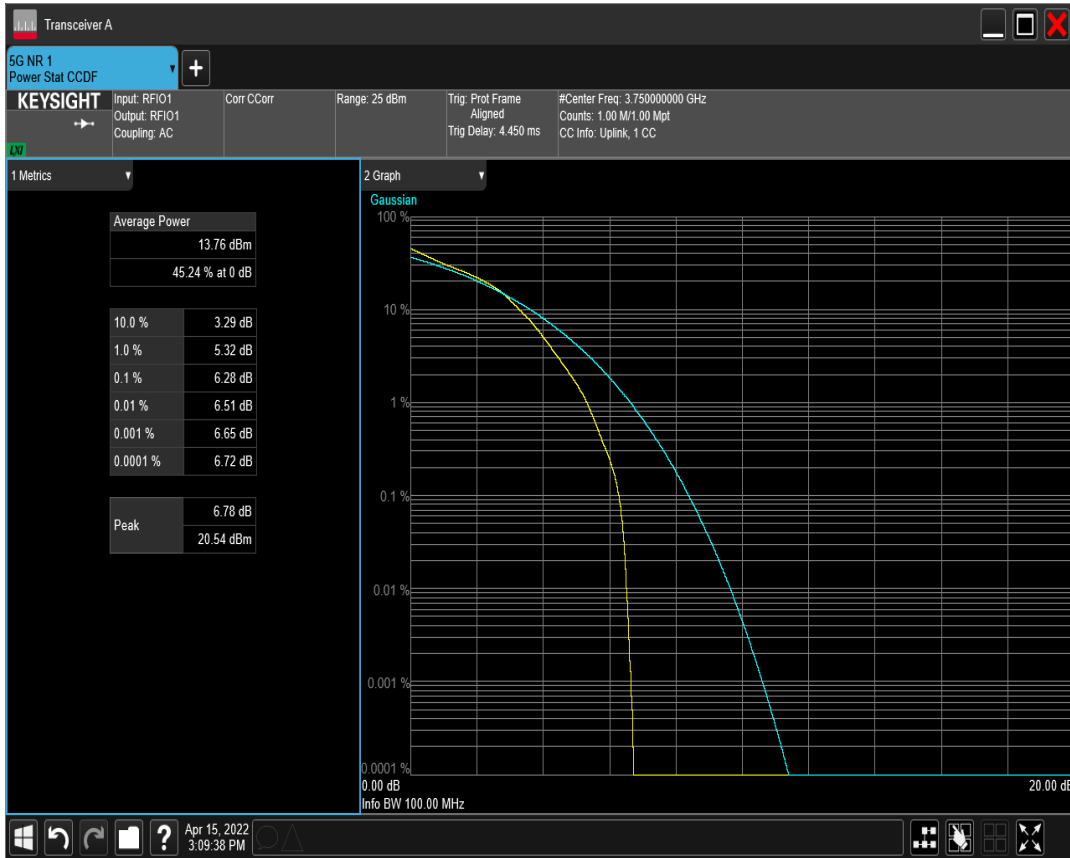 Transceiver A
5G NR 1
Power Stat CCDF
KEYSIGHT
LXI
Input: RFIO1
Output: RFIO1
Coupling: AC
Corr CCorr
Range: 25 dBm
Trig: Prot Frame
Aligned
Trig Delay: 4.450 ms
#Center Freq: 3.750000000 GHz
Counts: 1.00 M/1.00 Mpt
CC Info: Uplink, 1 CC
1 Metrics
Average Power
13.76 dBm
45.24 % at 0 dB
10.0 % 3.29 dB
1.0 % 5.32 dB
0.1 % 6.28 dB
0.01 % 6.51 dB
0.001 % 6.65 dB
0.0001 % 6.72 dB
Peak
6.78 dB
20.54 dBm
2 Graph
Gaussian
100 %
10 %
1 %
0.1 %
0.01 %
0.001 %
0.0001 %
0.00 dB 20.00 dB
Info BW 100.00 MHz
? Apr 15, 2022
3:09:38 PM